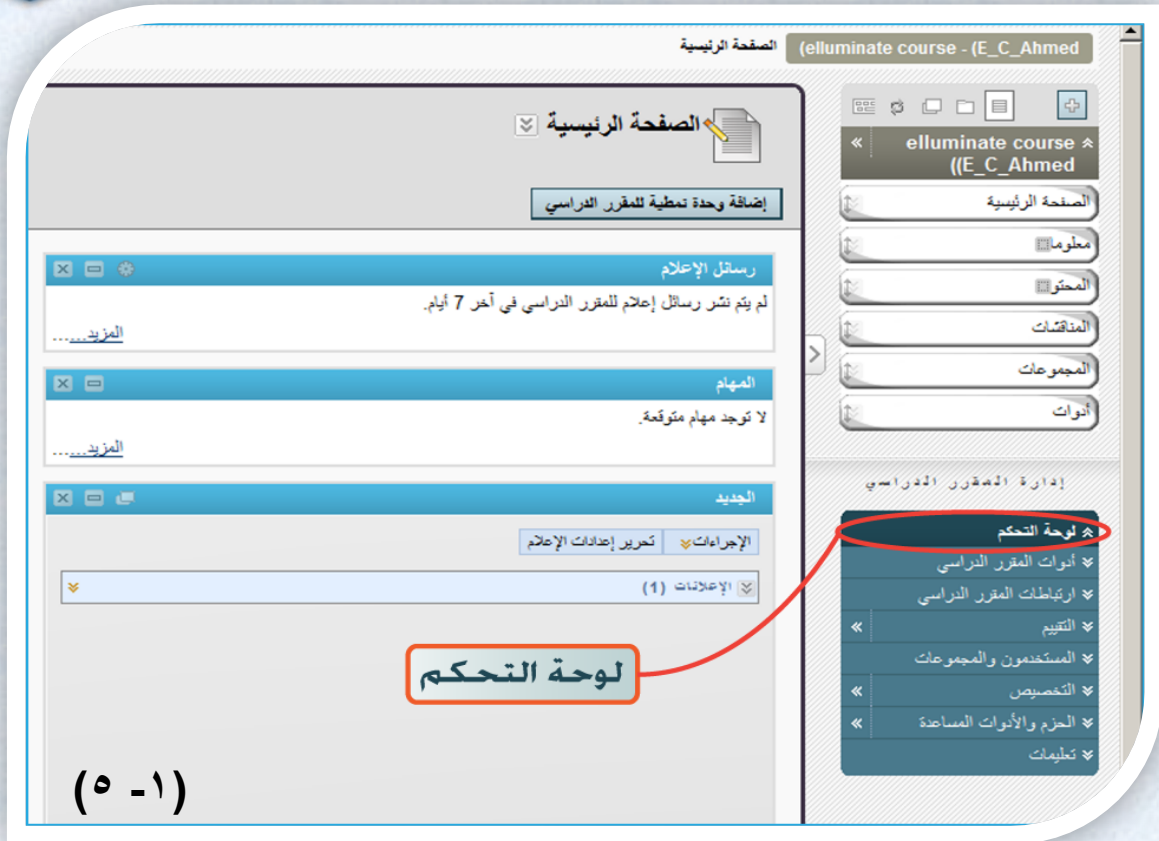 (elluminate course - (E_C_Ahmed
الصفحة الرئيسية
elluminate course
((E_C_Ahmed
الصفحة الرئيسية
معلوما
المحتو
المناقشات
المجموعات
أدوات
إدارة المقرر الدراسي
لوحة التحكم
أدوات المقرر الدراسي
ارتباطات المقرر الدراسي
التقييم
المستخدمون والمجموعات
التخصيص
الحزم والأدوات المساعدة
تعليمات
الصفحة الرئيسية
إضافة وحدة نمطية للمقرر الدراسي
رسائل الإعلام
لم يتم نشر رسائل إعلام للمقرر الدراسي في آخر 7 أيام.
المزيد......
المهام
لا توجد مهام متوقعة.
المزيد......
الجديد
تحرير إعدادات الإعلام
الإجراءات
الإعلانات (1)
لوحة التحكم
(١- ٥)